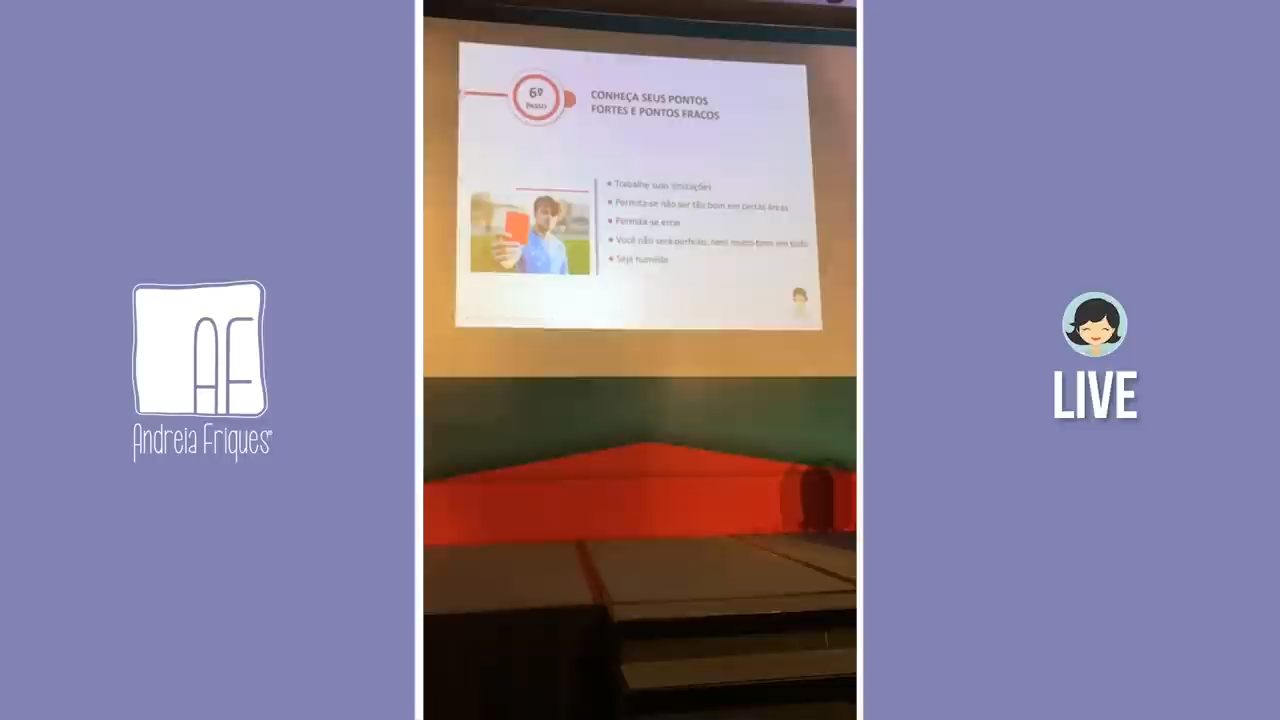 6º
PASSO
CONHEÇA SEUS PONTOS
FORTES E PONTOS FRACOS
• Trabalhe suas limitações
• Permita-se não ser tão bom em certas áreas
• Permita-se errar
• Você não será perfeito, nem muito bom em tudo
• Seja humilde
AF
Andreia Friques®
LIVE